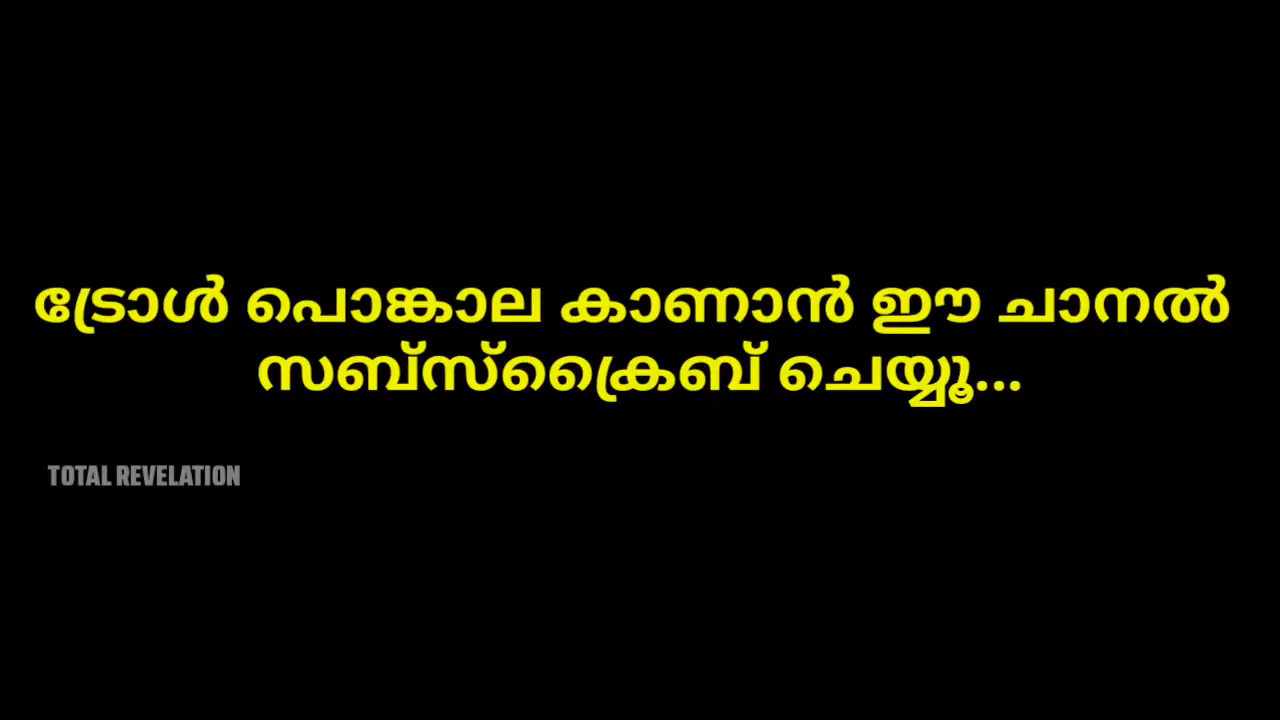 ട്രോൾ പൊങ്കാല കാണാൻ ഈ ചാനൽ
സബ്സ്ക്രൈബ് ചെയ്യൂ...
TOTAL REVELATION